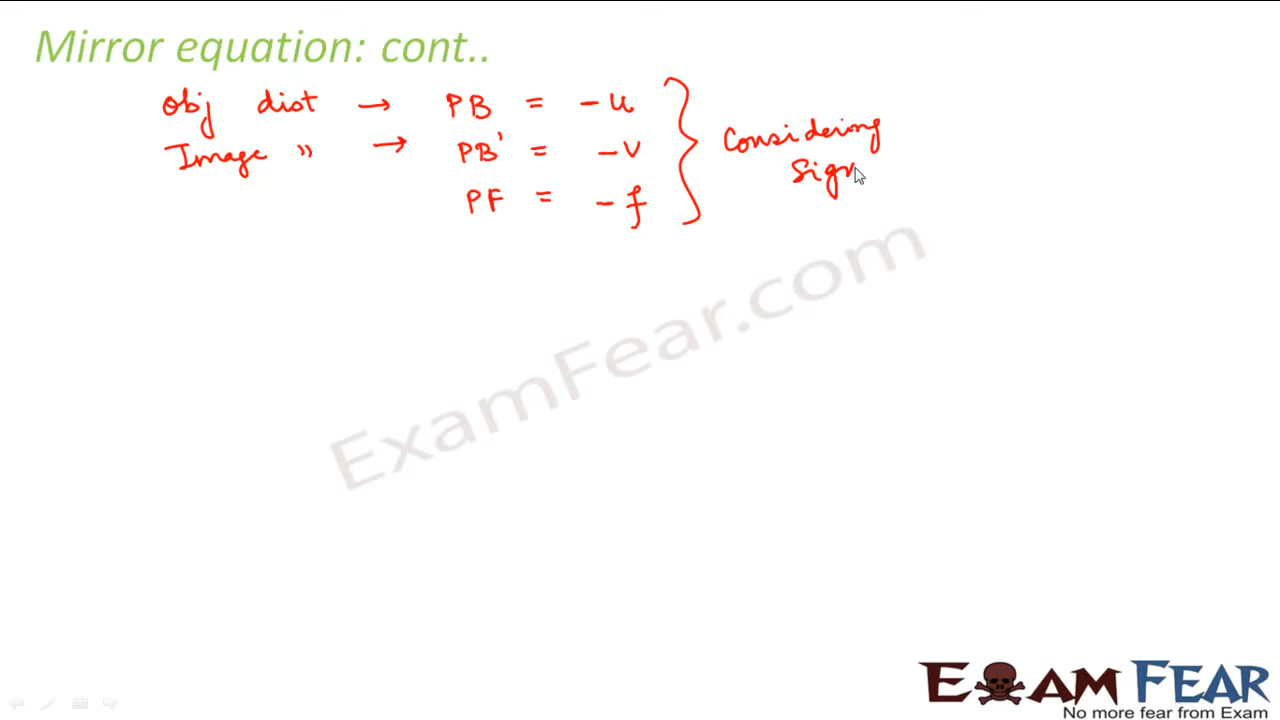 Mirror equation: cont..
Obj dist → PB = -u
Image " → PB' = -v
PF = -f
Considering
Sign
ExamFear.com
EXAM FEAR
No more fear from Exam